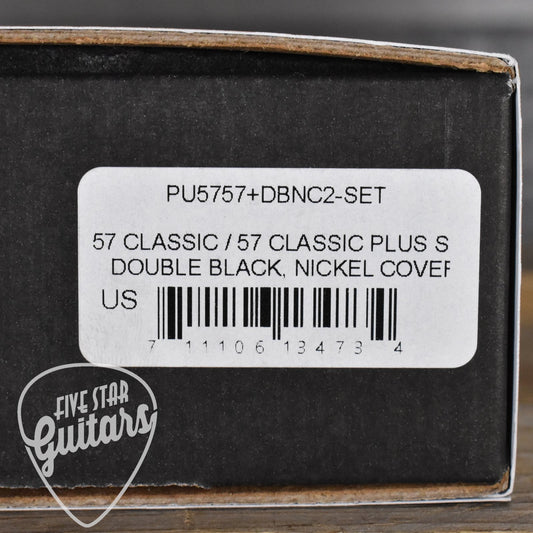 PU5757+DBNC2-SET
57 CLASSIC / 57 CLASSIC PLUS S
DOUBLE BLACK, NICKEL COVER
US
7 11106 13473 4
FIVE STAR
Guitars